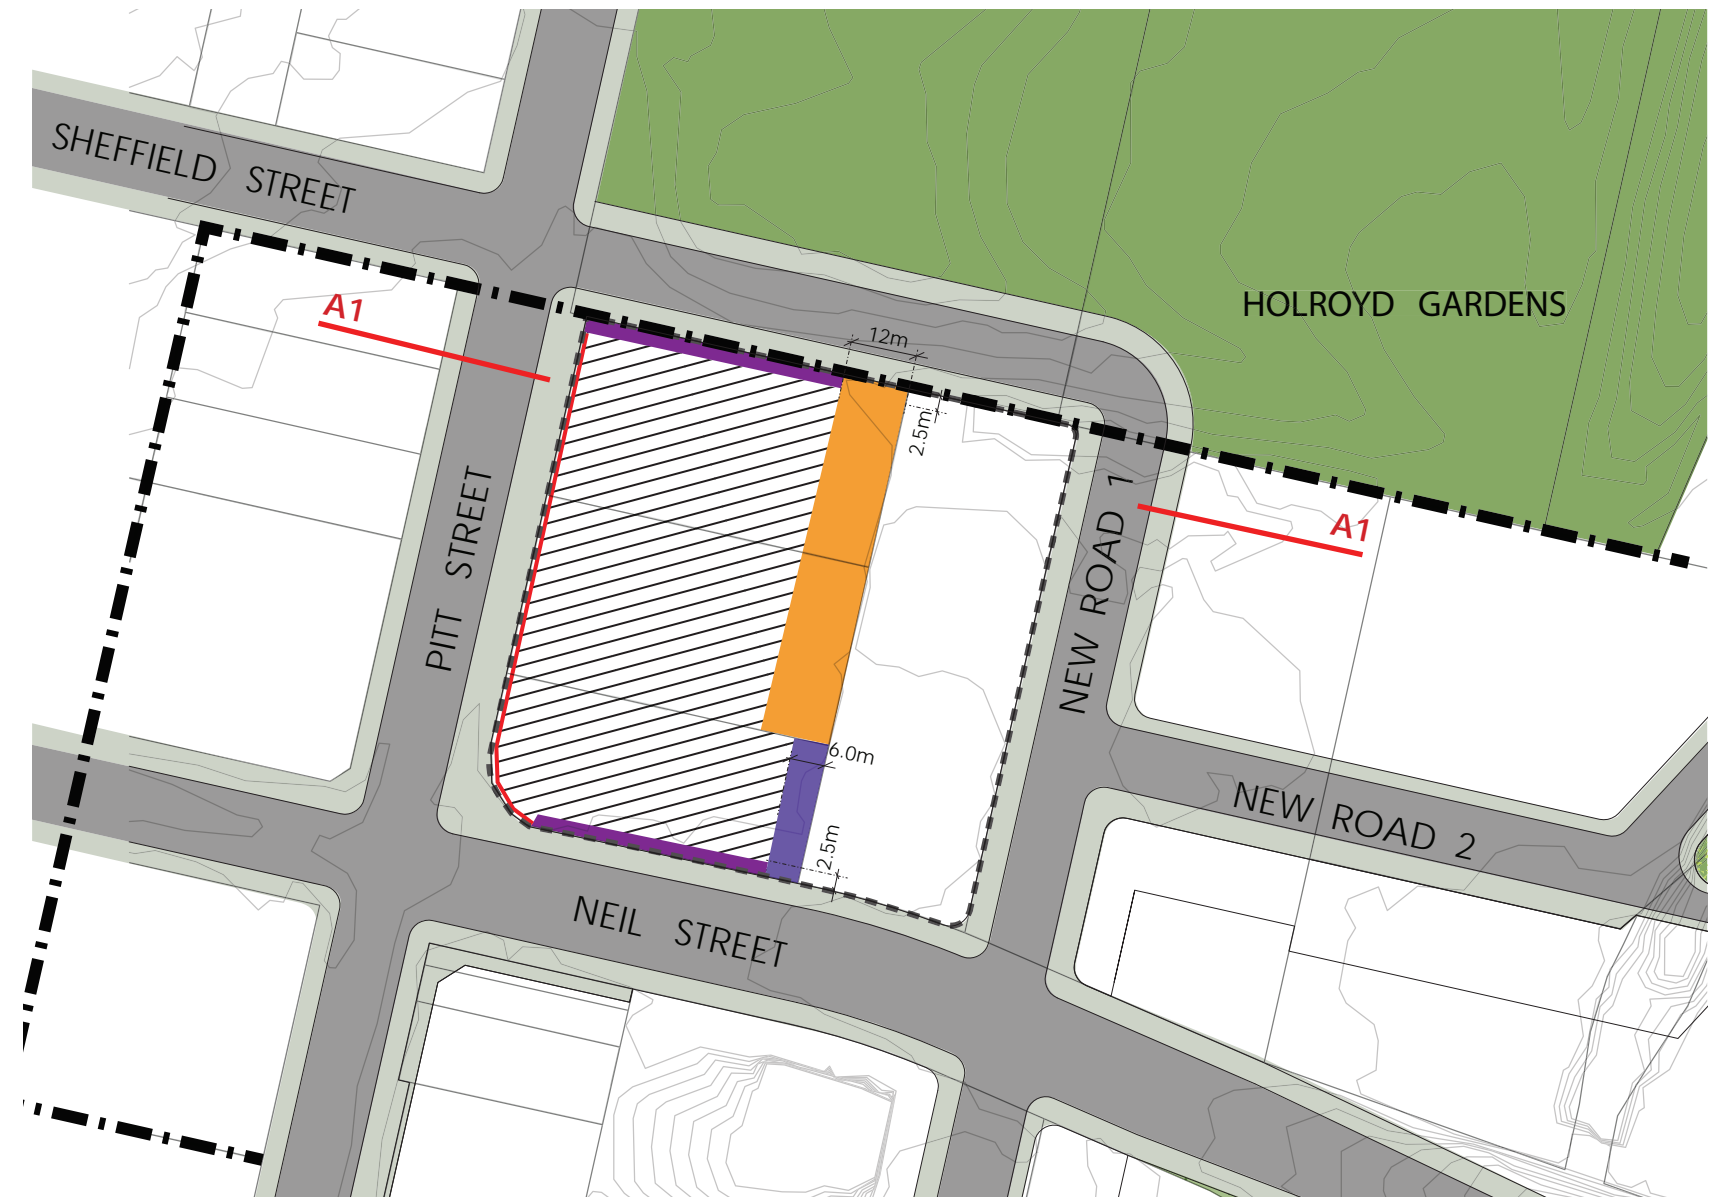 SHEFFIELD STREET
A1
12m
HOLROYD GARDENS
2.5m
PITT STREET
NEW ROAD 1
A1
6.0m
2.5m
NEW ROAD 2
NEIL STREET